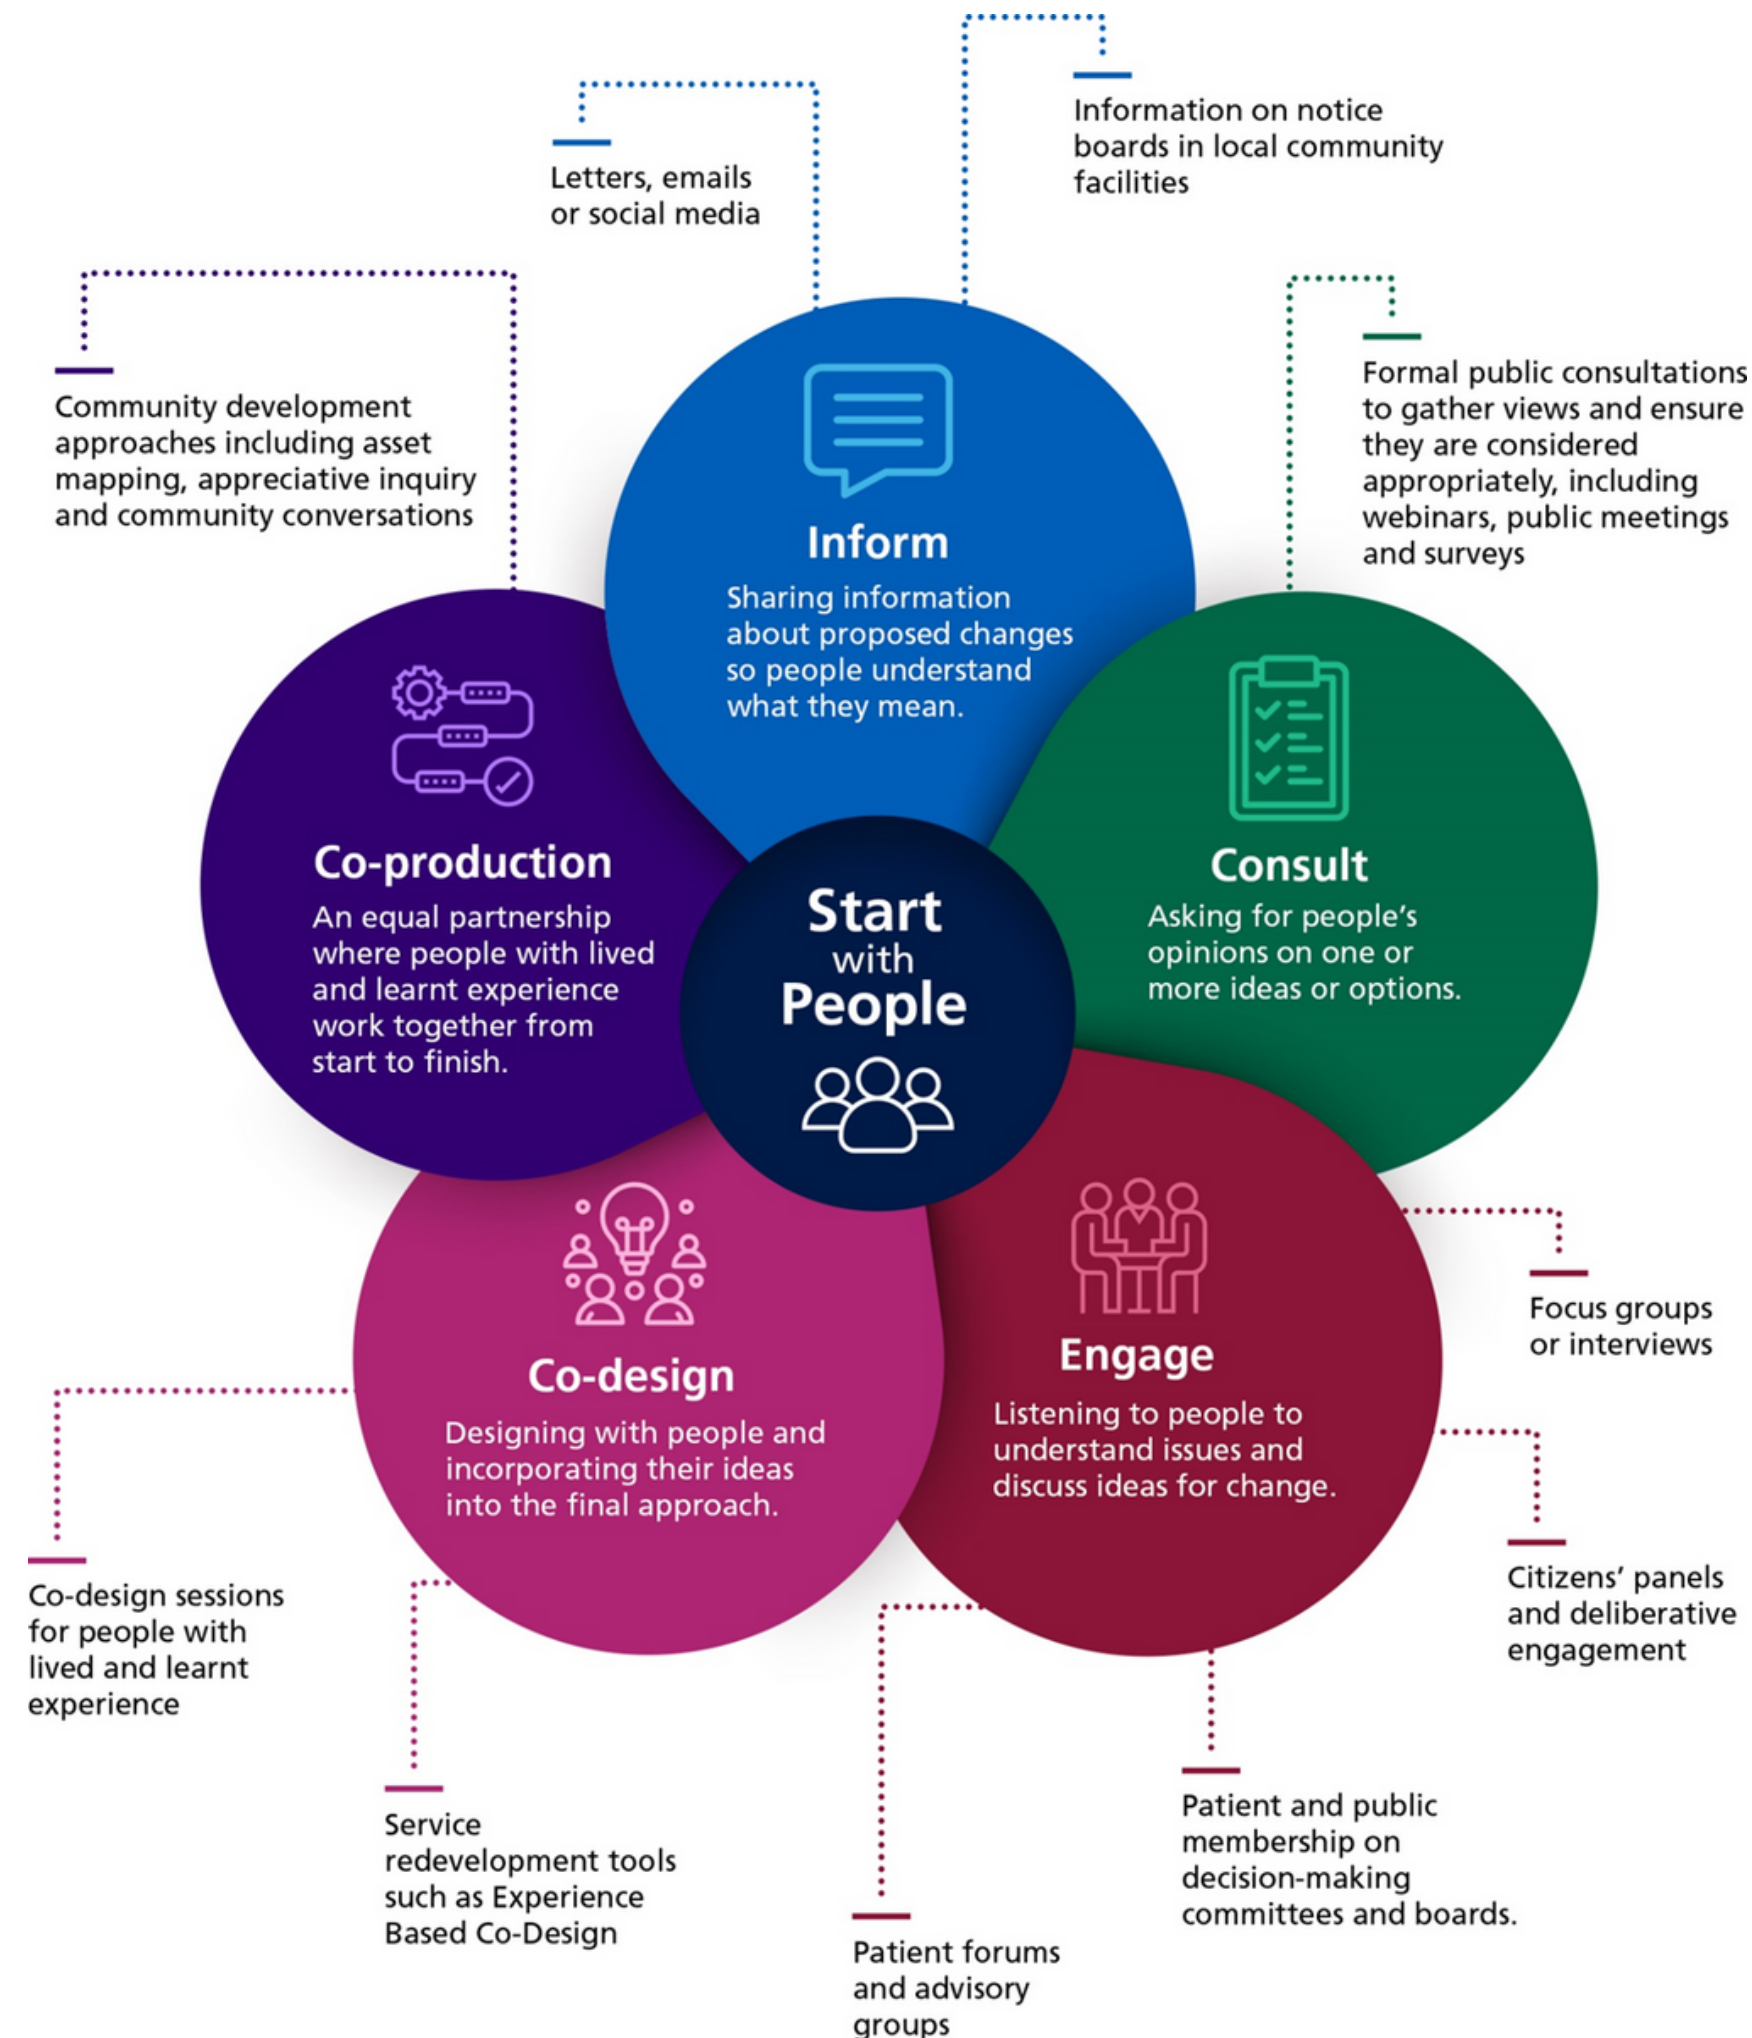 Information on notice
boards in local community
facilities
Letters, emails
or social media
Community development
approaches including asset
mapping, appreciative inquiry
and community conversations
Formal public consultations
to gather views and ensure
they are considered
appropriately, including
webinars, public meetings
and surveys
Inform
Sharing information
about proposed changes
so people understand
what they mean.
Co-production
An equal partnership
where people with lived
and learnt experience
work together from
start to finish.
Start
with
People
Consult
Asking for people’s
opinions on one or
more ideas or options.
Co-design
Designing with people and
incorporating their ideas
into the final approach.
Engage
Listening to people to
understand issues and
discuss ideas for change.
Focus groups
or interviews
Citizens’ panels
and deliberative
engagement
Co-design sessions
for people with
lived and learnt
experience
Service
redevelopment tools
such as Experience
Based Co-Design
Patient and public
membership on
decision-making
committees and boards.
Patient forums
and advisory
groups